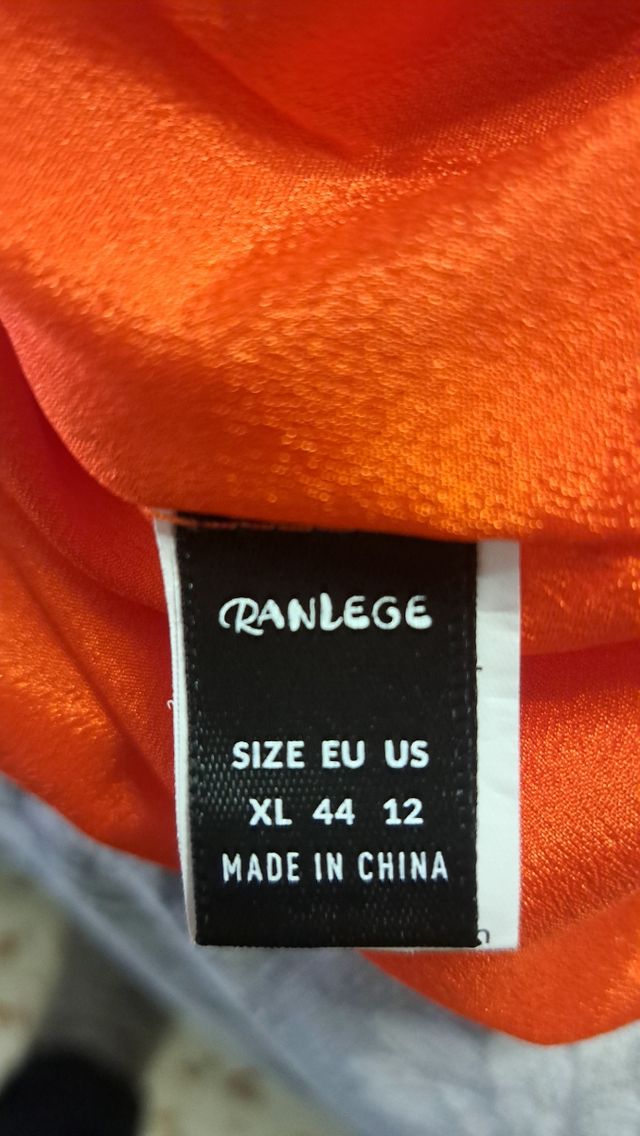 RANLEGE
SIZE EU US
XL 44 12
MADE IN CHINA